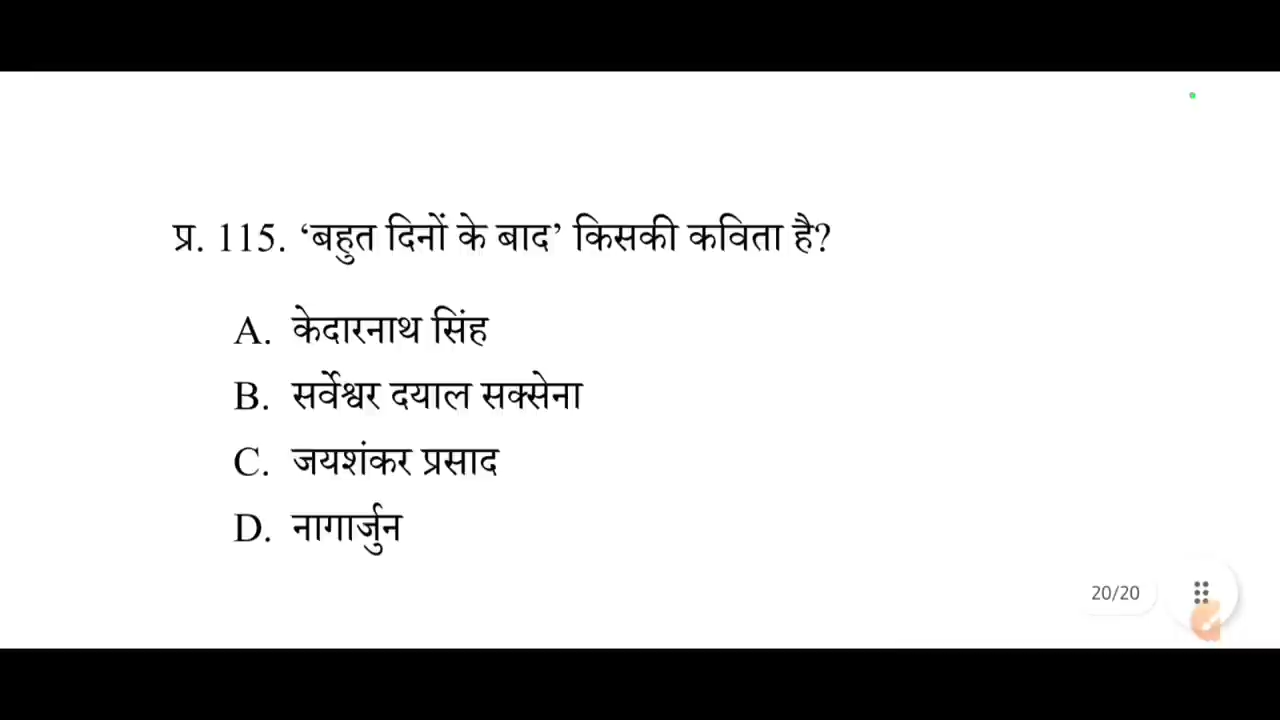 प्र. 115. ‘बहुत दिनों के बाद’ किसकी कविता है?
A. केदारनाथ सिंह
B. सर्वेश्वर दयाल सक्सेना
C. जयशंकर प्रसाद
D. नागार्जुन
20/20